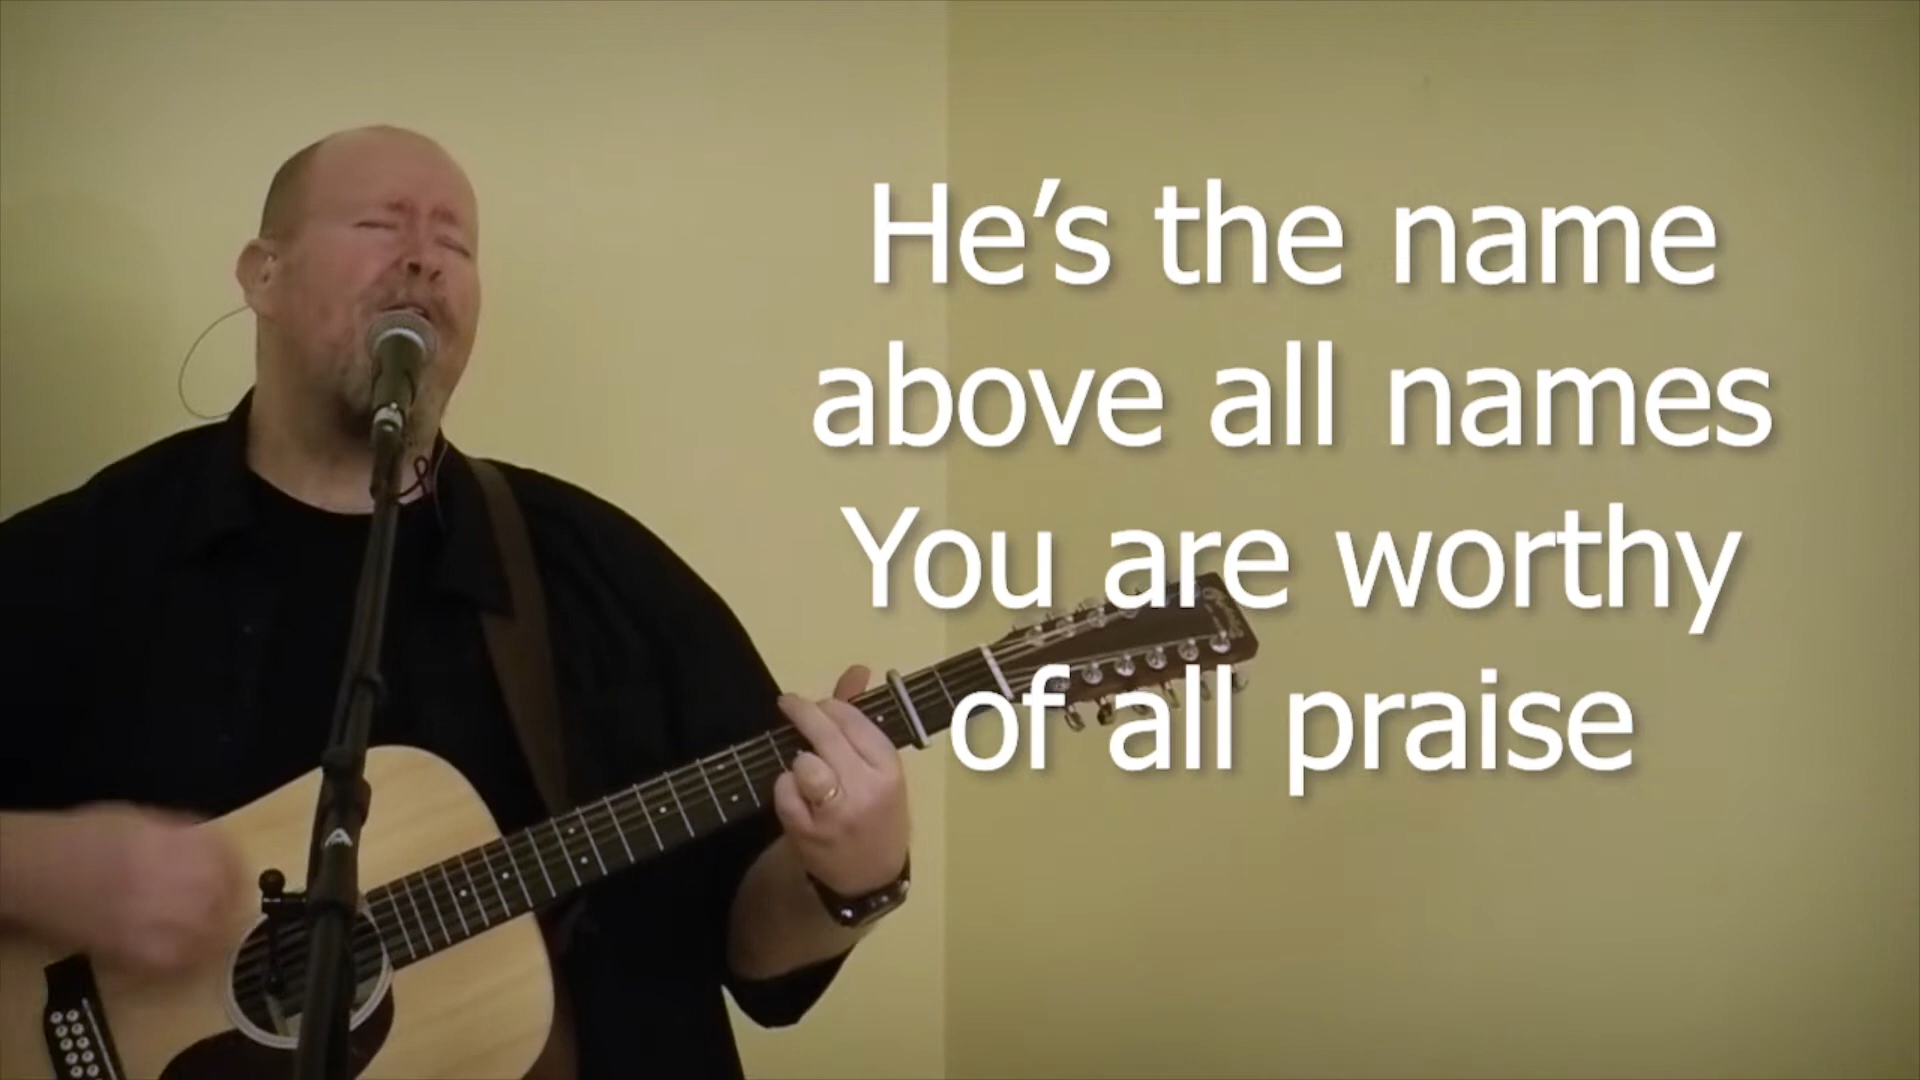 He’s the name
above all names
You are worthy
of all praise